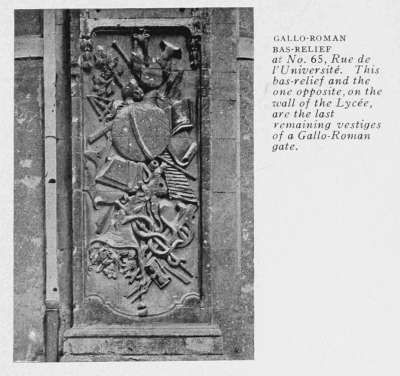 GALLO-ROMAN
BAS-RELIEF
at No. 65, Rue de
l'Université. This
bas-relief and the
one opposite, on the
wall of the Lycée,
are the last
remaining vestiges
of a Gallo-Roman
gate.